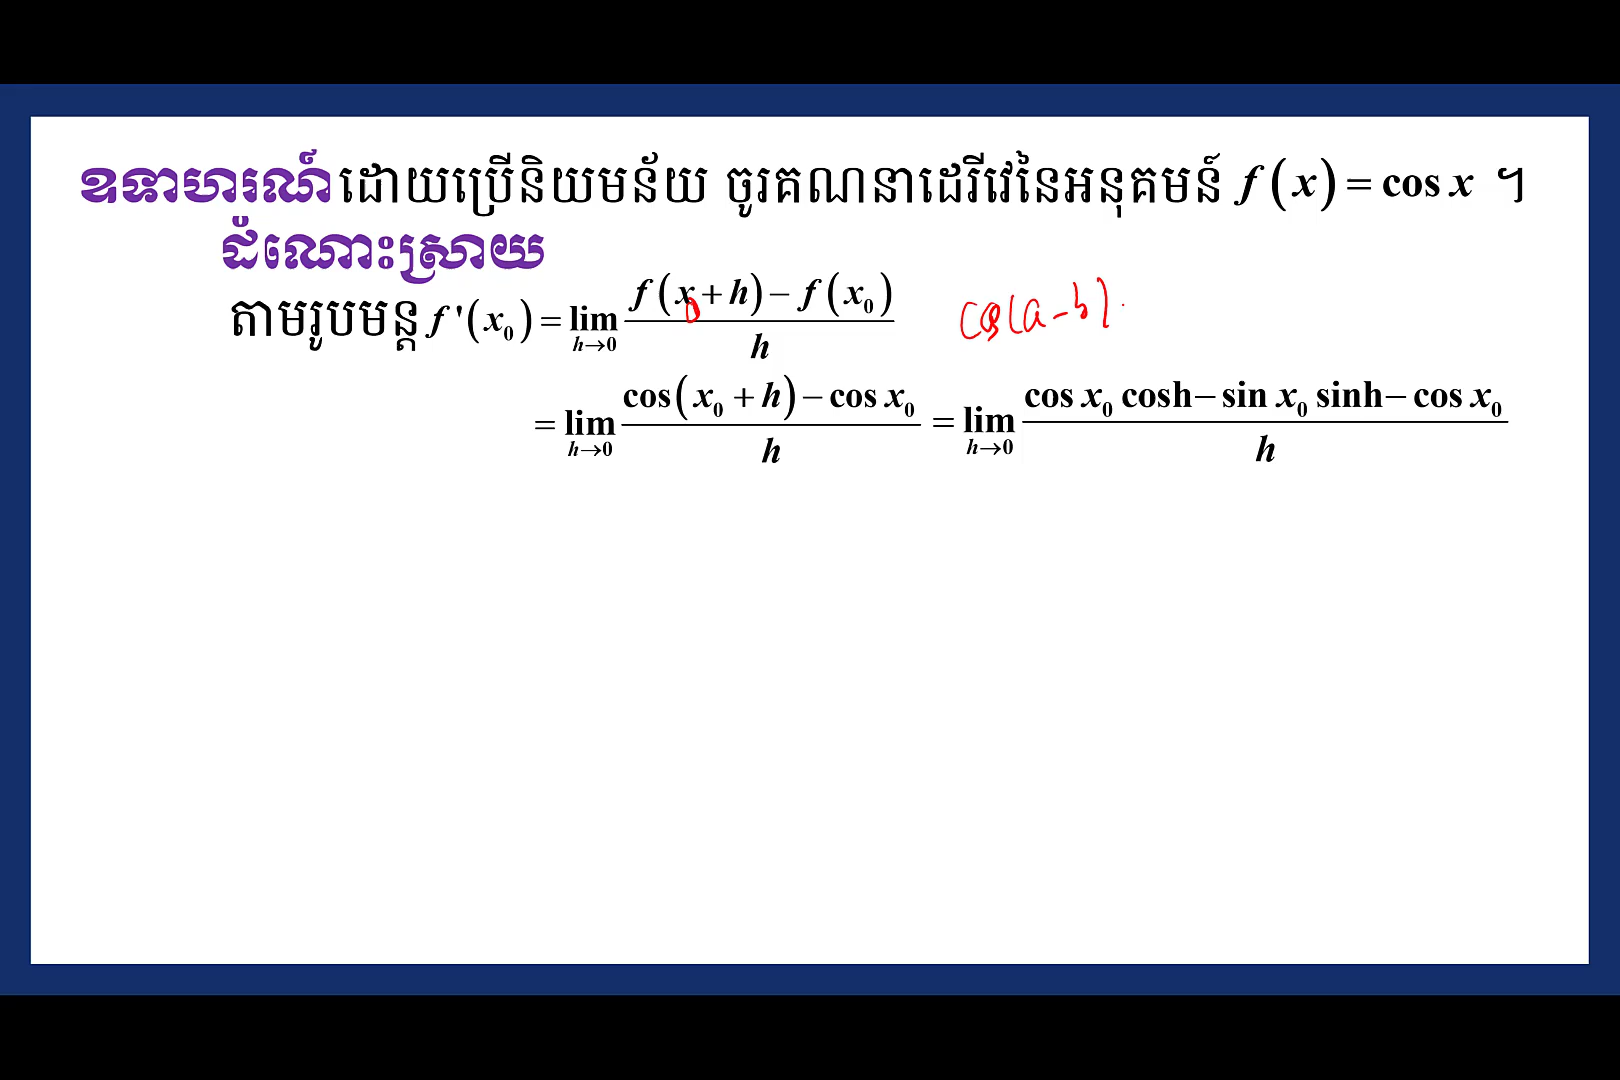 ឧទាហរណ៍ ដោយប្រើនិយមន័យ ចូរគណនាដេរីវេនៃអនុគមន៍ f(x) = cos x ។
ដំណោះស្រាយ
តាមរូបមន្ត f'(x₀) = lim h→0 (f(x₀ + h) − f(x₀)) / h cos(a − b)
= lim h→0 (cos(x₀ + h) − cos x₀) / h = lim h→0 (cos x₀ cosh − sin x₀ sinh − cos x₀) / h